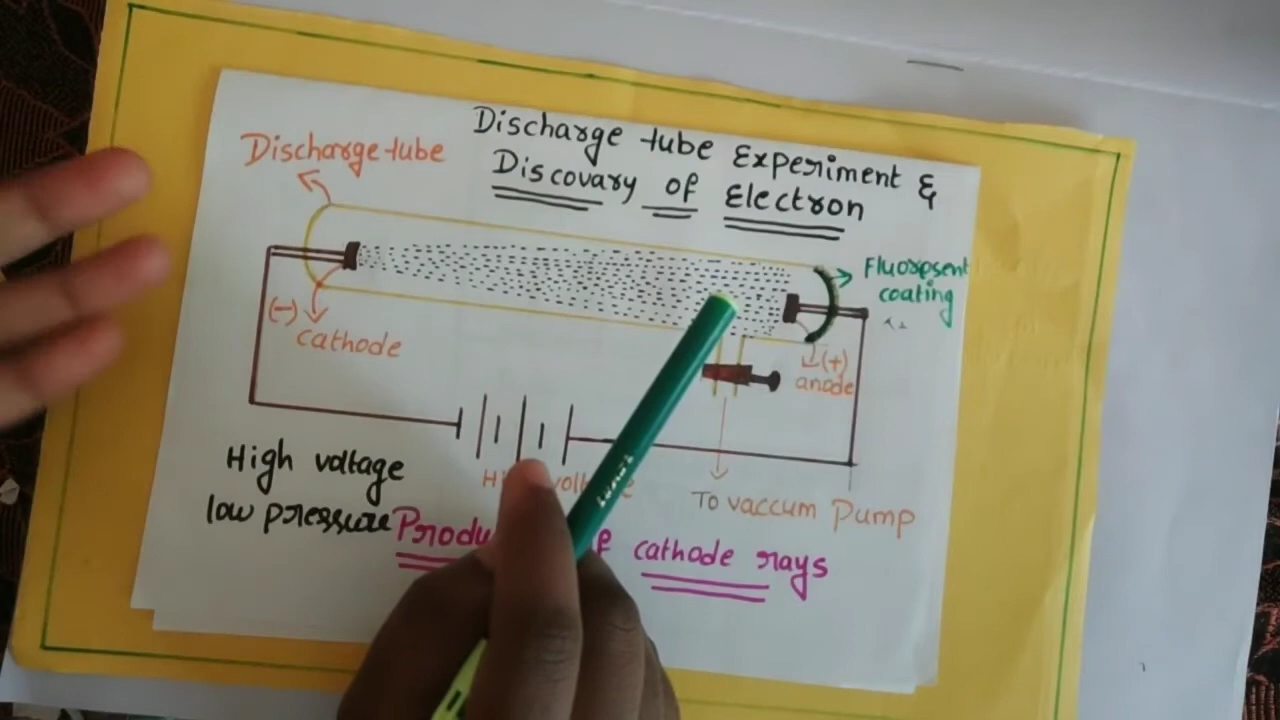 Discharge tube Experiment &
Discovary of Electron
Discharge tube
Fluorpsent
coating
(-)
cathode
(+)
anode
High voltage
low pressure
To vaccum Pump
cathode rays